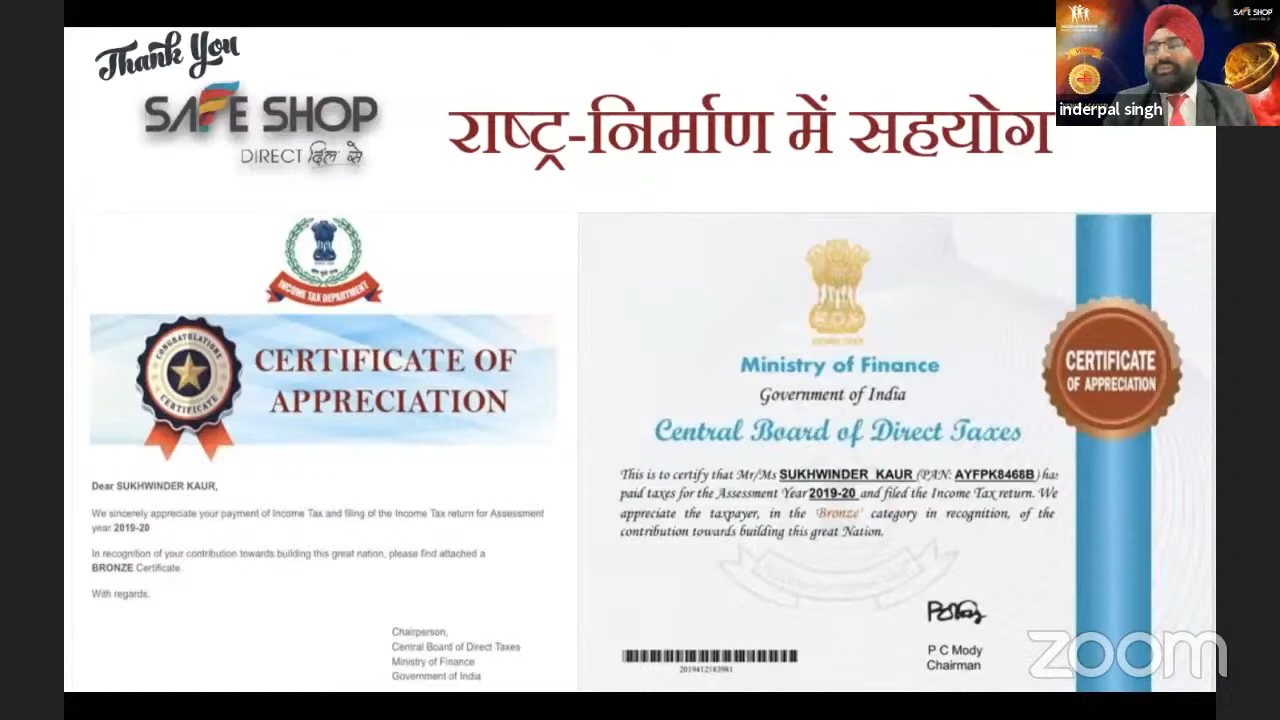 Thank You
SAFE SHOP
DIRECT दिल से
राष्ट्र-निर्माण में सहयोग
SAFE SHOP
inderpal singh
INCOME TAX DEPARTMENT
CONGRATULATIONS
CERTIFICATE
CERTIFICATE OF
APPRECIATION
Dear SUKHWINDER KAUR,
We sincerely appreciate your payment of Income Tax and filing of the Income Tax return for Assessment
year 2019-20
In recognition of your contribution towards building this great nation, please find attached a
BRONZE Certificate.
With regards,
Chairperson,
Central Board of Direct Taxes
Ministry of Finance
Government of India
Ministry of Finance
Government of India
Central Board of Direct Taxes
This is to certify that Mr/Ms SUKHWINDER KAUR (PAN: AYFPK8468B) has
paid taxes for the Assessment Year 2019-20 and filed the Income Tax return. We
appreciate the taxpayer, in the 'Bronze' category in recognition, of the
contribution towards building this great Nation.
CERTIFICATE
OF APPRECIATION
2019412183981
P C Mody
Chairman
zoom